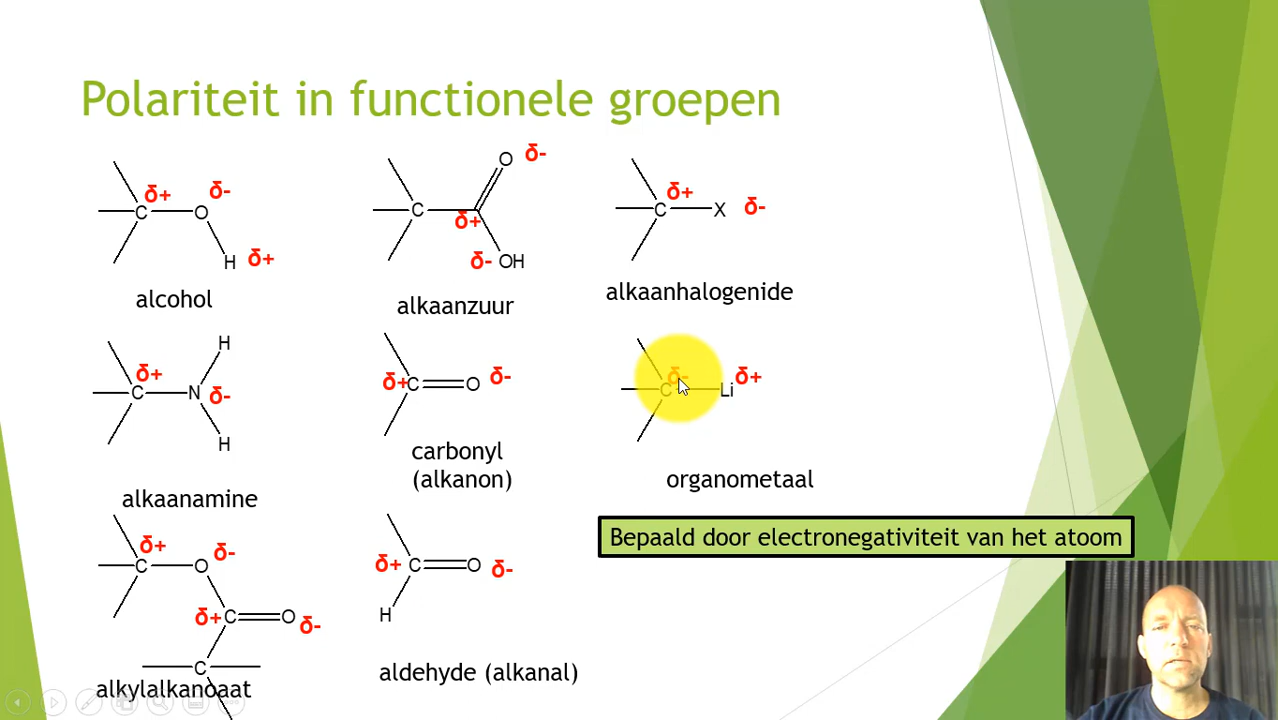 Polariteit in functionele groepen
δ+ δ-
C O
H δ+
alcohol
O δ-
C δ+
δ- OH
alkaanzuur
δ+
C X δ-
alkaanhalogenide
H
δ+
C N δ-
H
alkaanamine
δ+ C O δ-
carbonyl
(alkanon)
δ- δ+
C Li
organometaal
Bepaald door electronegativiteit van het atoom
δ+ δ-
C O
δ+ C O δ-
C
alkylalkanoaat
δ+ C O δ-
H
aldehyde (alkanal)